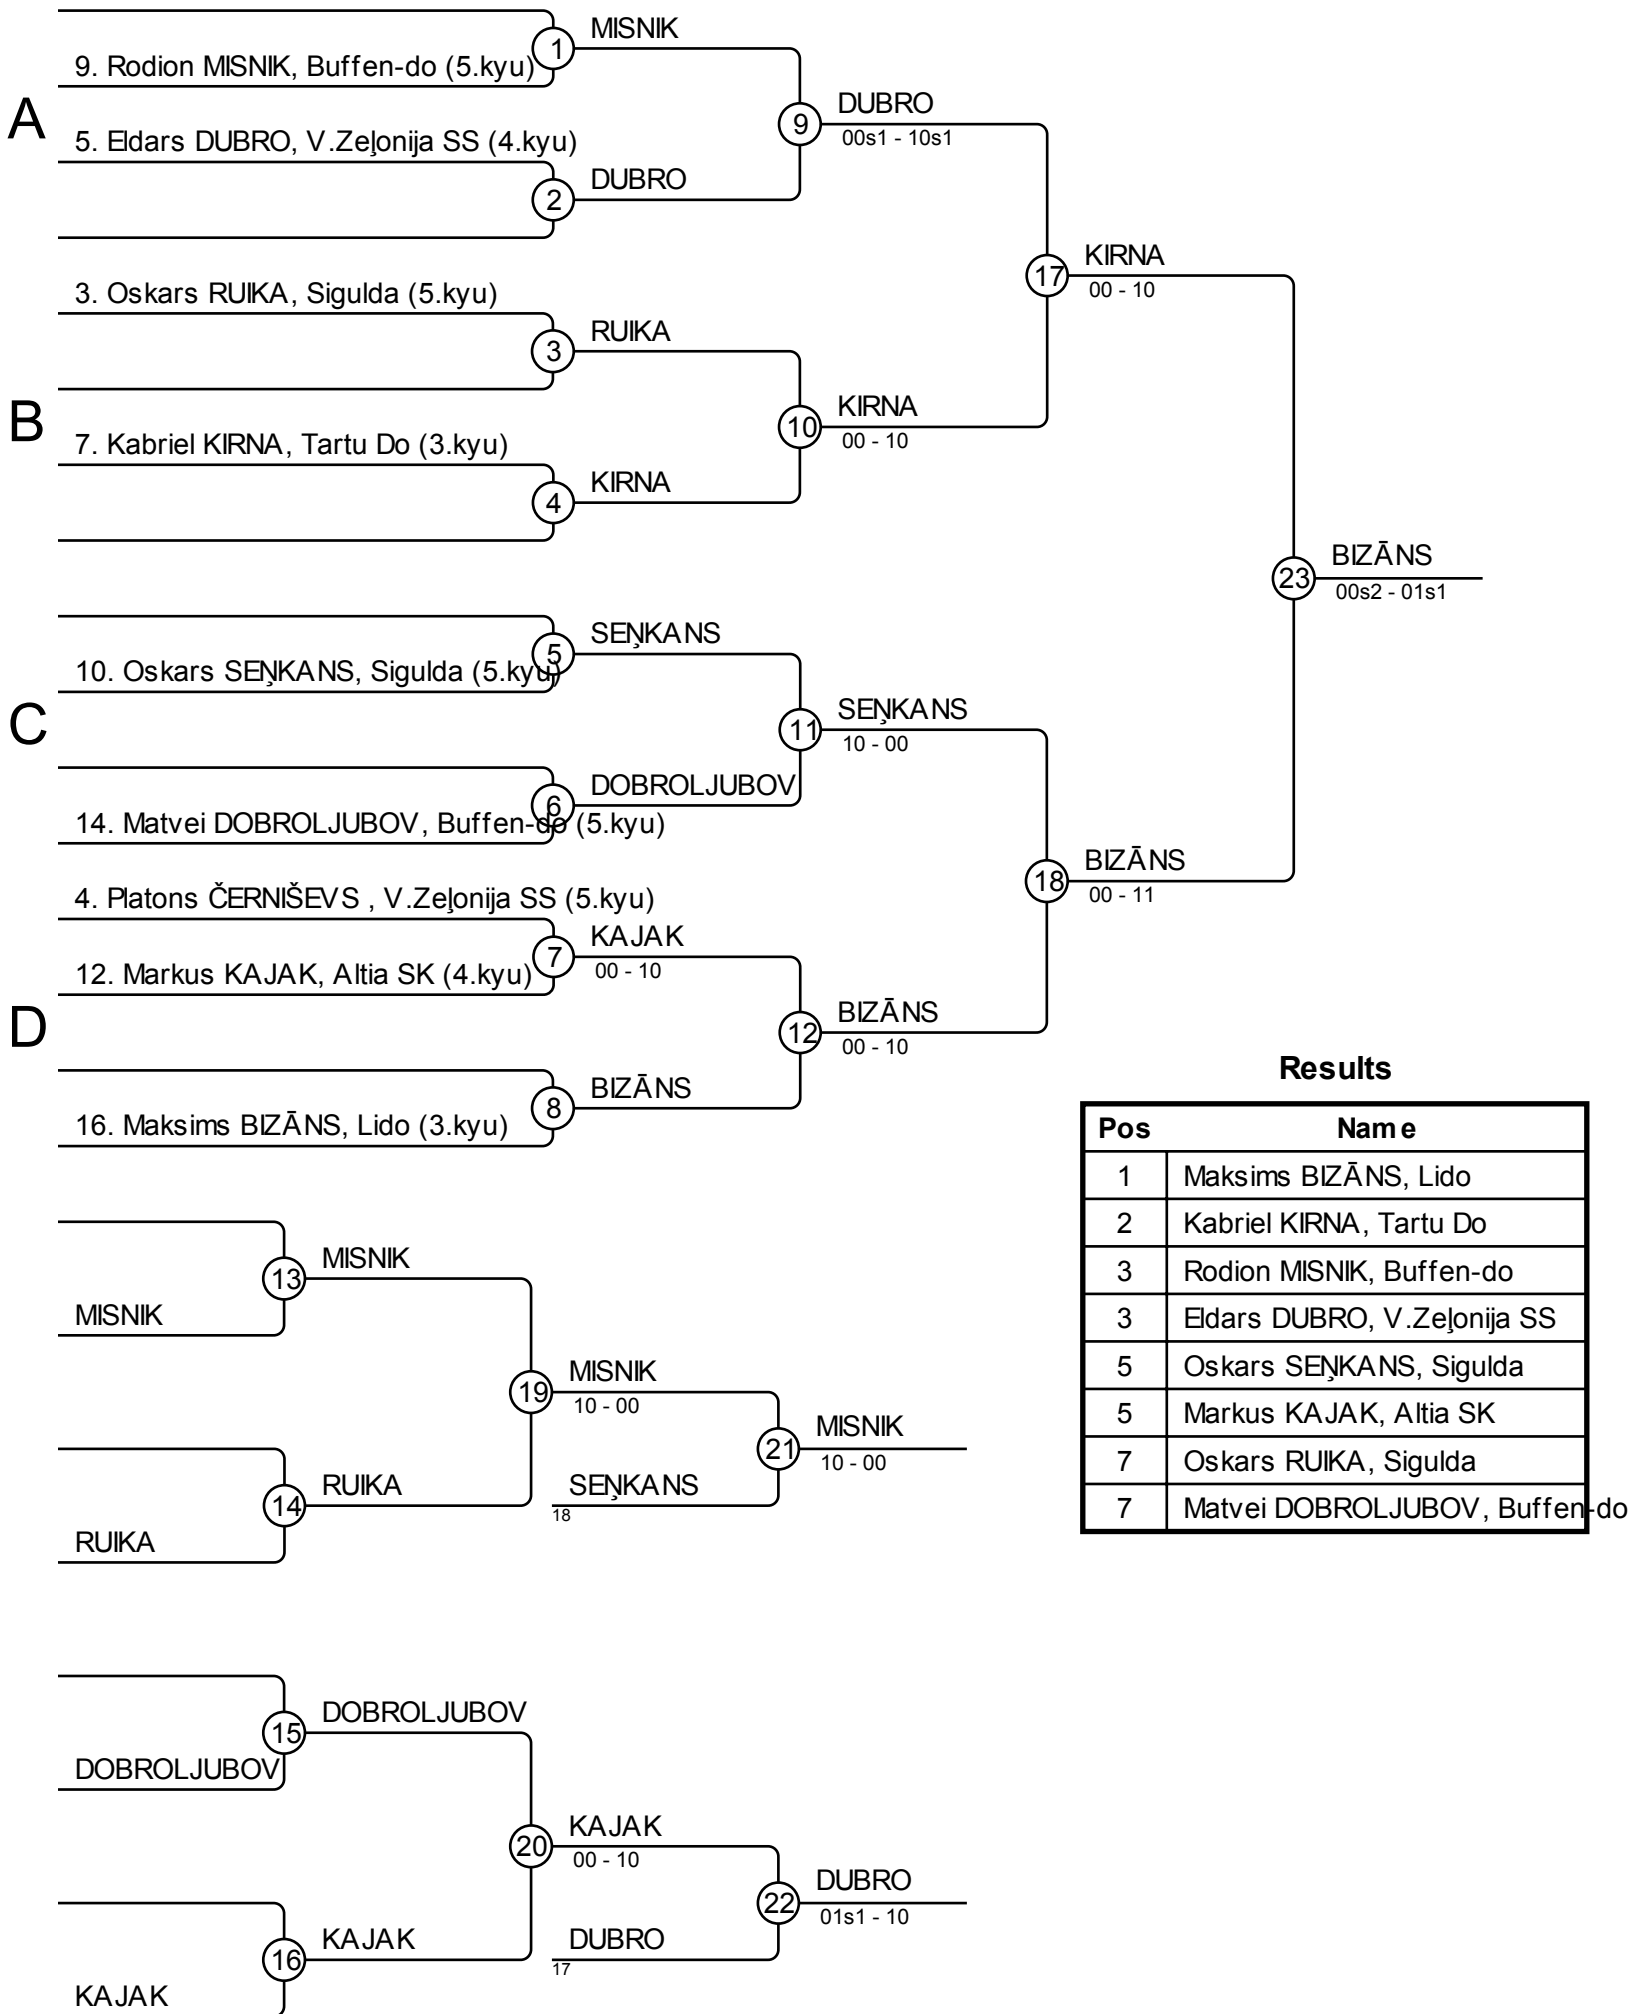 MISNIK
1
9. Rodion MISNIK, Buffen-do (5.kyu)
A
DUBRO
9
00s1 - 10s1
5. Eldars DUBRO, V.Zeļonija SS (4.kyu)
DUBRO
2
KIRNA
17
00 - 10
3. Oskars RUIKA, Sigulda (5.kyu)
RUIKA
3
B
KIRNA
10
00 - 10
7. Kabriel KIRNA, Tartu Do (3.kyu)
KIRNA
4
BIZĀNS
23
00s2 - 01s1
SEŅKANS
5
10. Oskars SEŅKANS, Sigulda (5.kyu)
C
SEŅKANS
11
10 - 00
DOBROLJUBOV
6
14. Matvei DOBROLJUBOV, Buffen-do (5.kyu)
BIZĀNS
18
00 - 11
4. Platons ČERNIŠEVS , V.Zeļonija SS (5.kyu)
KAJAK
7
00 - 10
12. Markus KAJAK, Altia SK (4.kyu)
D
BIZĀNS
12
00 - 10
BIZĀNS
8
16. Maksims BIZĀNS, Lido (3.kyu)
Results
Pos Name
1 Maksims BIZĀNS, Lido
2 Kabriel KIRNA, Tartu Do
3 Rodion MISNIK, Buffen-do
3 Eldars DUBRO, V.Zeļonija SS
5 Oskars SEŅKANS, Sigulda
5 Markus KAJAK, Altia SK
7 Oskars RUIKA, Sigulda
7 Matvei DOBROLJUBOV, Buffen-do
MISNIK
13
MISNIK
MISNIK
19
10 - 00
MISNIK
21
10 - 00
RUIKA
14
SEŅKANS
18
RUIKA
DOBROLJUBOV
15
DOBROLJUBOV
KAJAK
20
00 - 10
DUBRO
22
01s1 - 10
KAJAK
16
DUBRO
17
KAJAK